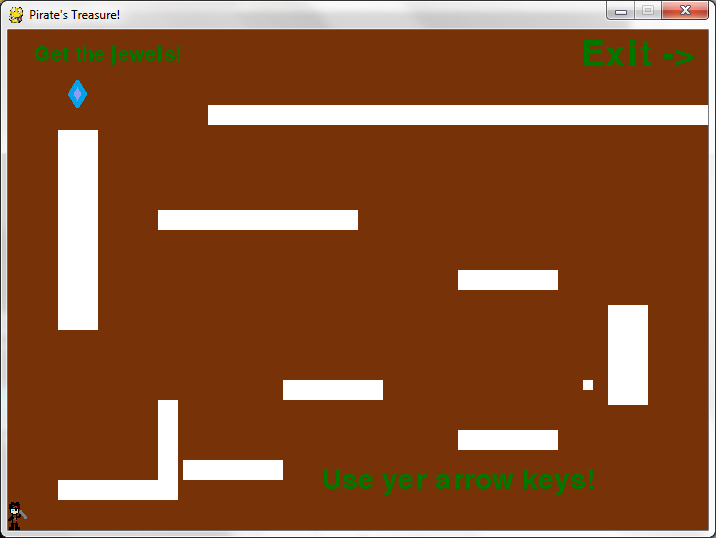 Pirate's Treasure!
Get the jewels!
Exit ->
Use yer arrow keys!